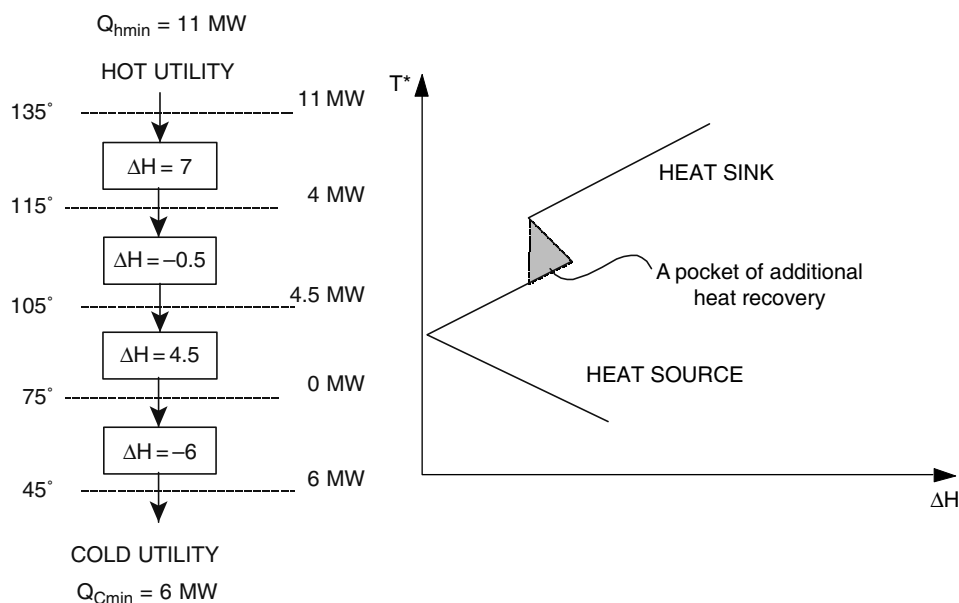 Qhmin = 11 MW
HOT UTILITY
135°
11 MW
ΔH = 7
115°
4 MW
ΔH = –0.5
105°
4.5 MW
ΔH = 4.5
75°
0 MW
ΔH = –6
45°
6 MW
COLD UTILITY
QCmin = 6 MW
T*
HEAT SINK
A pocket of additional
heat recovery
HEAT SOURCE
ΔH